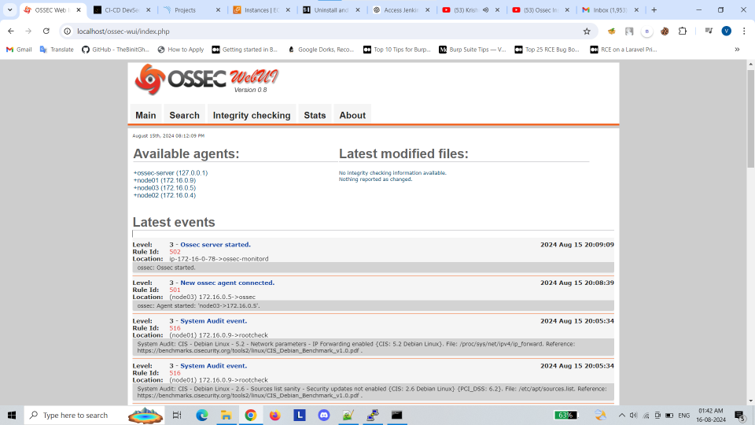 OSSEC Web
CI-CD DevSe
Projects
Instances | E
Uninstall and
Access Jenki
(53) Krish
(53) Ossec
Inbox (1,953
localhost/ossec-wui/index.php
Gmail
Translate
GitHub - TheBinitGh...
How to Apply
Getting started in B...
Google Dorks, Reco...
Top 10 Tips for Burp...
Burp Suite Tips —...
Top 25 RCE Bug Bo...
RCE on a Laravel Pri...
OSSEC WebUI
Version 0.8
Main
Search
Integrity checking
Stats
About
August 15th, 2024 08:12:09 PM
Available agents:
Latest modified files:
+ossec-server (127.0.0.1)
+node01 (172.16.0.9)
+node03 (172.16.0.5)
+node02 (172.16.0.4)
No integrity checking information available.
Nothing reported as changed.
Latest events
Level: 3 - Ossec server started. 2024 Aug 15 20:09:09
Rule Id: 502
Location: ip-172-16-0-78->ossec-monitord
ossec: Ossec started.
Level: 3 - New ossec agent connected. 2024 Aug 15 20:08:39
Rule Id: 501
Location: (node03) 172.16.0.5->ossec
ossec: Agent started: 'node03->172.16.0.5'.
Level: 3 - System Audit event. 2024 Aug 15 20:05:34
Rule Id: 516
Location: (node01) 172.16.0.9->rootcheck
System Audit: CIS - Debian Linux - 5.2 - Network parameters - IP Forwarding enabled {CIS: 5.2 Debian Linux}. File: /proc/sys/net/ipv4/ip_forward. Reference:
https://benchmarks.cisecurity.org/tools2/linux/CIS_Debian_Benchmark_v1.0.pdf .
Level: 3 - System Audit event. 2024 Aug 15 20:05:34
Rule Id: 516
Location: (node01) 172.16.0.9->rootcheck
System Audit: CIS - Debian Linux - 2.6 - Sources list sanity - Security updates not enabled {CIS: 2.6 Debian Linux} {PCI_DSS: 6.2}. File: /etc/apt/sources.list. Reference:
https://benchmarks.cisecurity.org/tools2/linux/CIS_Debian_Benchmark_v1.0.pdf .
Type here to search
63%
ENG
01:42 AM
16-08-2024